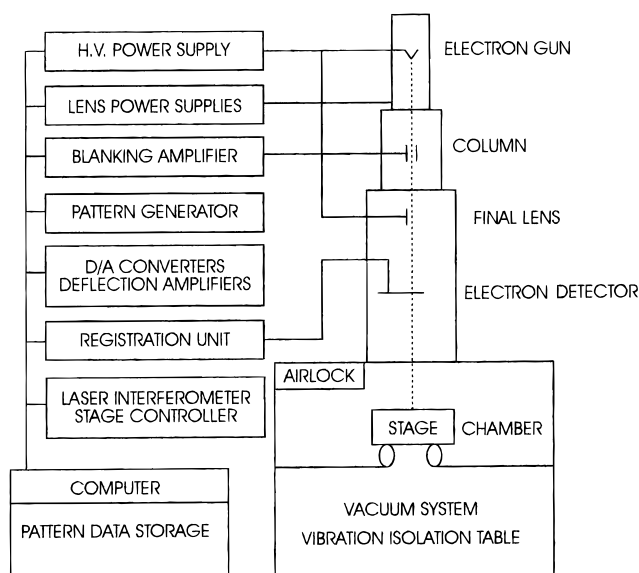 H.V. POWER SUPPLY
ELECTRON GUN
LENS POWER SUPPLIES
BLANKING AMPLIFIER
COLUMN
PATTERN GENERATOR
FINAL LENS
D/A CONVERTERS
DEFLECTION AMPLIFIERS
ELECTRON DETECTOR
REGISTRATION UNIT
AIRLOCK
LASER INTERFEROMETER
STAGE CONTROLLER
STAGE
CHAMBER
COMPUTER
PATTERN DATA STORAGE
VACUUM SYSTEM
VIBRATION ISOLATION TABLE